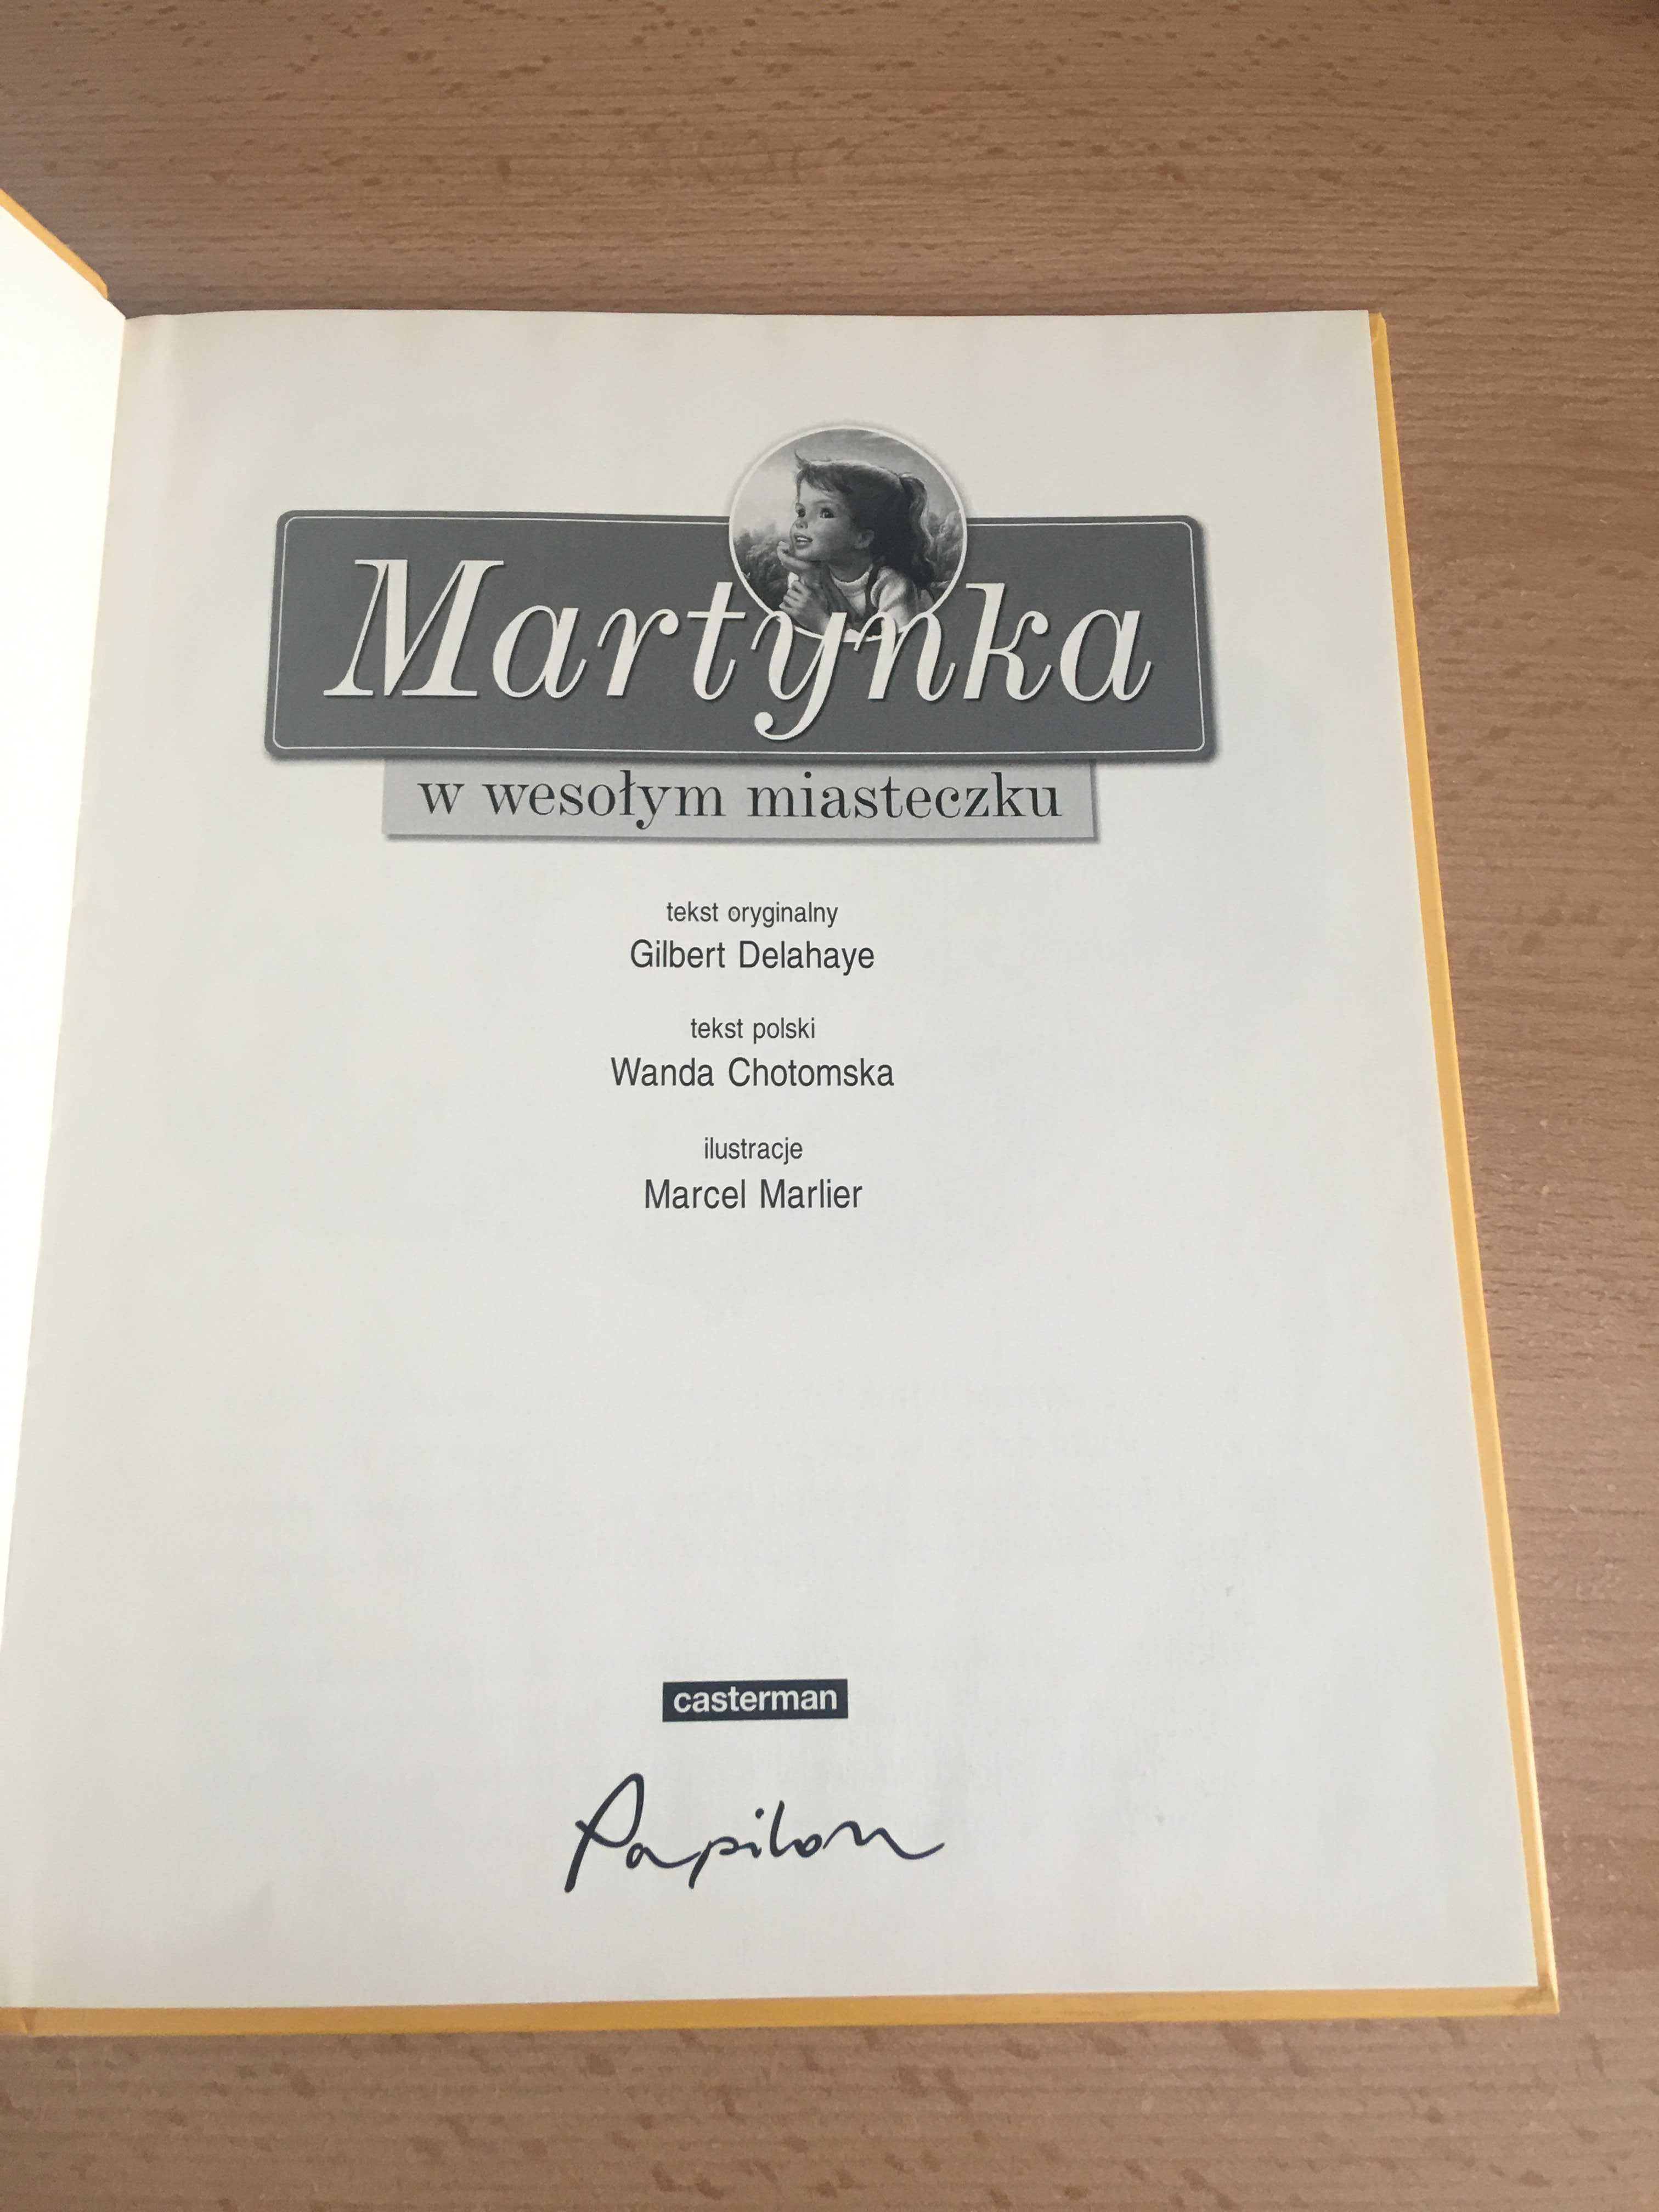 Martynka
w wesołym miasteczku
tekst oryginalny
Gilbert Delahaye
tekst polski
Wanda Chotomska
ilustracje
Marcel Marlier
casterman
Papilon